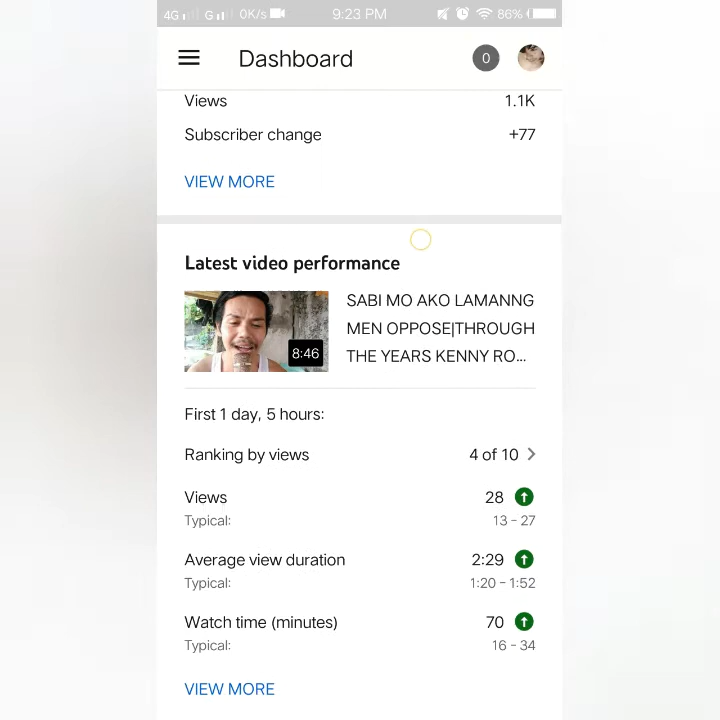 4G G 0K/s 9:23 PM 86%
Dashboard 0
Views 1.1K
Subscriber change +77
VIEW MORE
Latest video performance
8:46
SABI MO AKO LAMANNG
MEN OPPOSE|THROUGH
THE YEARS KENNY RO...
First 1 day, 5 hours:
Ranking by views 4 of 10
Views 28
Typical: 13 – 27
Average view duration 2:29
Typical: 1:20 – 1:52
Watch time (minutes) 70
Typical: 16 – 34
VIEW MORE